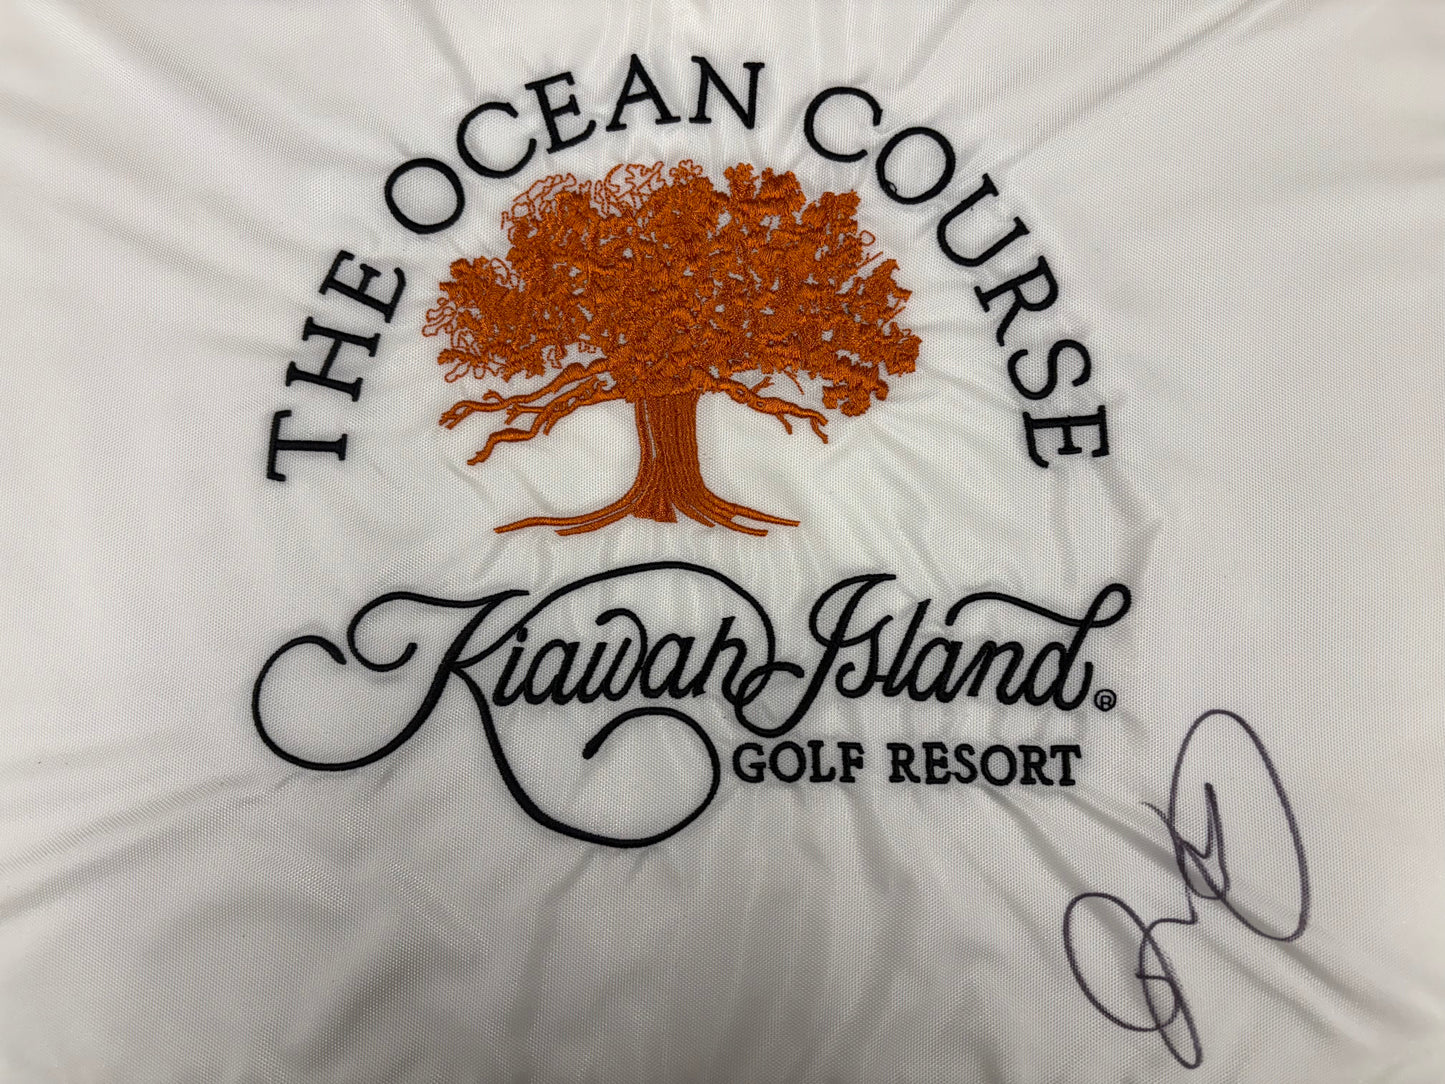 THE OCEAN COURSE
Kiawah Island®
GOLF RESORT